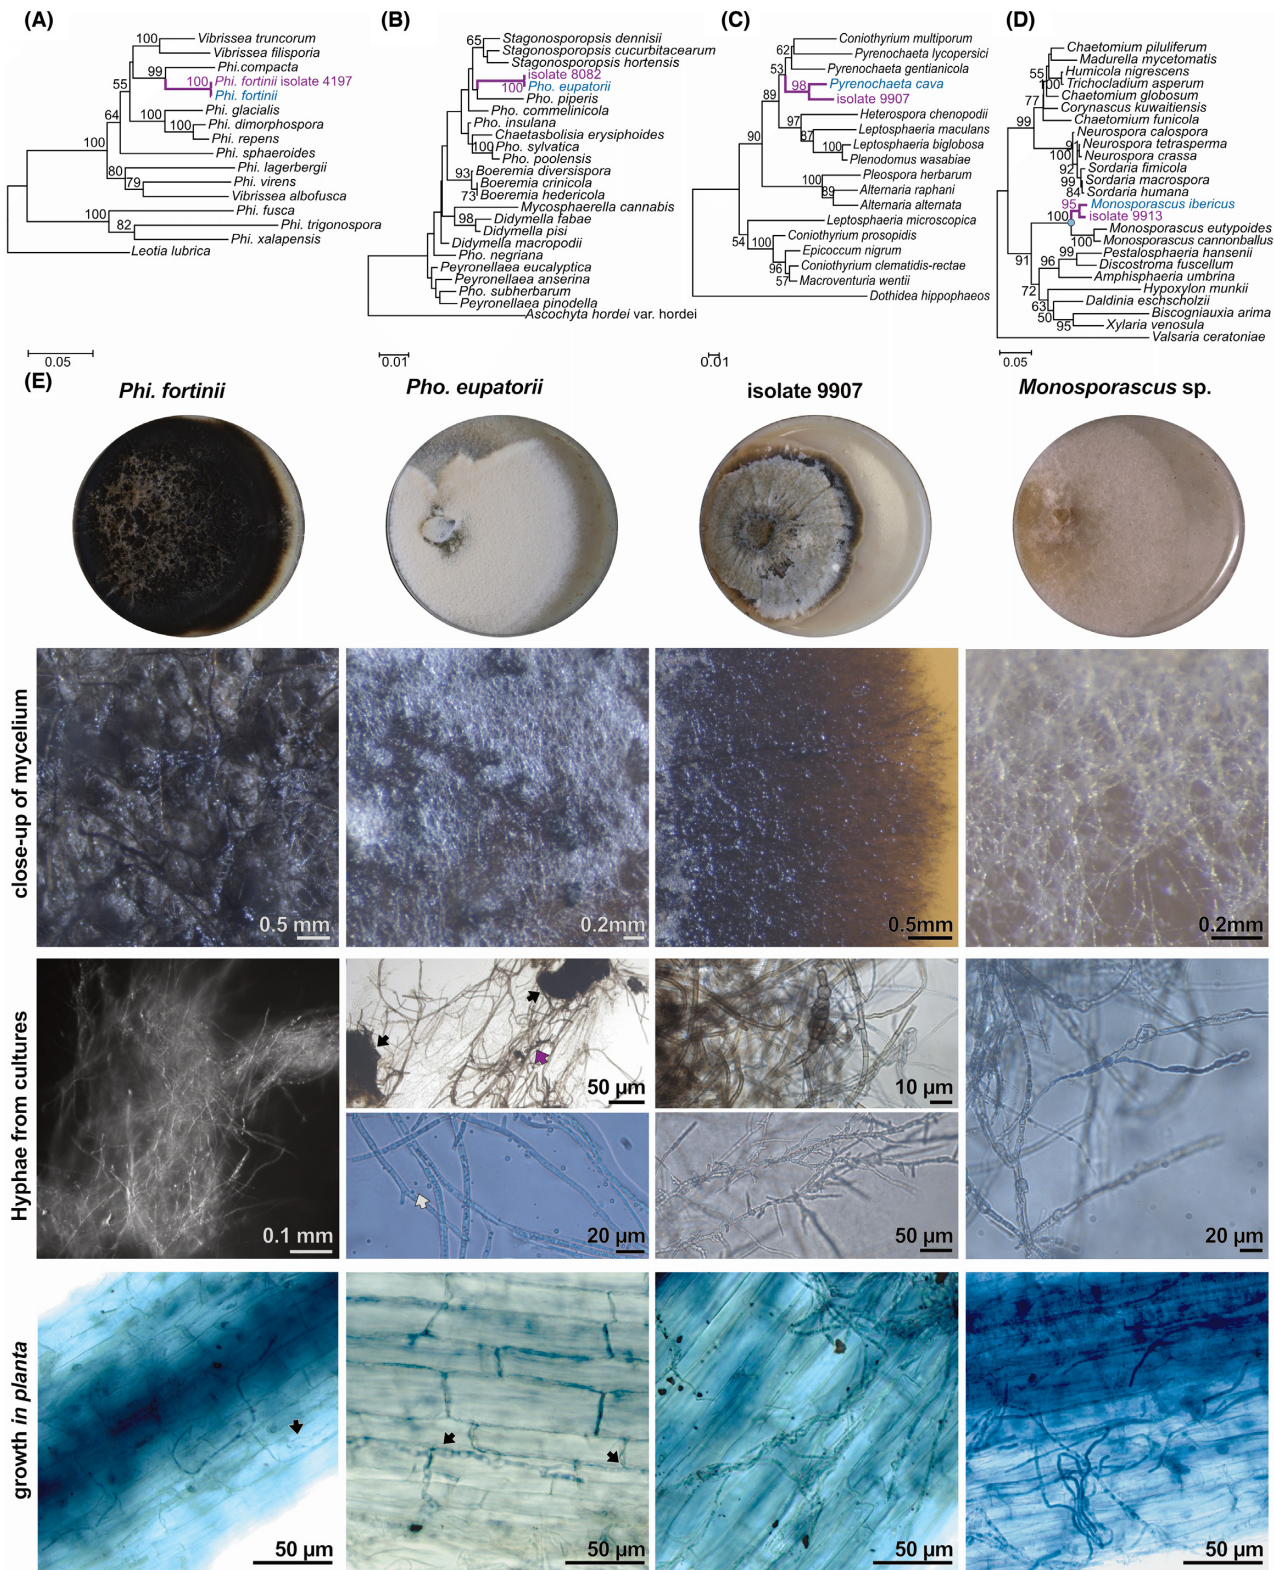 (A)
100
Vibrissea truncorum
Vibrissea filisporia
99
Phi.compacta
55
100
Phi. fortinii isolate 4197
Phi. fortinii
64
100
Phi. glacialis
100
Phi. dimorphospora
Phi. repens
100
Phi. sphaeroides
80
Phi. lagerbergii
79
Phi. virens
Vibrissea albofusca
100
Phi. fusca
82
Phi. trigonospora
Phi. xalapensis
Leotia lubrica
0.05
(B)
65
Stagonosporopsis dennisii
Stagonosporopsis cucurbitacearum
Stagonosporopsis hortensis
isolate 8082
100
Pho. eupatorii
Pho. piperis
Pho. commelinicola
Pho. insulana
Chaetasbolisia erysiphoides
100
Pho. sylvatica
Pho. poolensis
93
Boeremia diversispora
Boeremia crinicola
73
Boeremia hedericola
Mycosphaerella cannabis
98
Didymella fabae
Didymella pisi
Didymella macropodii
Pho. negriana
Peyronellaea eucalyptica
Peyronellaea anserina
Pho. subherbarum
Peyronellaea pinodella
Ascochyta hordei var. hordei
0.01
(C)
62
Coniothyrium multiporum
Pyrenochaeta lycopersici
53
Pyrenochaeta gentianicola
98
Pyrenochaeta cava
isolate 9907
89
97
Heterospora chenopodii
87
Leptosphaeria maculans
100
Leptosphaeria biglobosa
Plenodomus wasabiae
90
100
Pleospora herbarum
89
Alternaria raphani
Alternaria alternata
Leptosphaeria microscopica
54
100
Coniothyrium prosopidis
Epicoccum nigrum
96
Coniothyrium clematidis-rectae
57
Macroventuria wentii
Dothidea hippophaeos
0.01
(D)
Chaetomium piluliferum
Madurella mycetomatis
55
Humicola nigrescens
100
Trichocladium asperum
Chaetomium globosum
77
Corynascus kuwaitiensis
99
Chaetomium funicola
Neurospora calospora
Neurospora tetrasperma
100
Neurospora crassa
92
Sordaria fimicola
99
Sordaria macrospora
84
Sordaria humana
95
Monosporascus ibericus
100
isolate 9913
Monosporascus eutypoides
100
Monosporascus cannonballus
99
Pestalosphaeria hansenii
91
96
Discostroma fuscellum
Amphisphaeria umbrina
72
Hypoxylon munkii
63
Daldinia eschscholzii
50
Biscogniauxia arima
95
Xylaria venosula
Valsaria ceratoniae
0.05
(E)
Phi. fortinii
Pho. eupatorii
isolate 9907
Monosporascus sp.
close-up of mycelium
0.5 mm
0.2mm
0.5mm
0.2mm
Hyphae from cultures
0.1 mm
50 µm
20 µm
10 µm
50 µm
20 µm
growth in planta
50 µm
50 µm
50 µm
50 µm